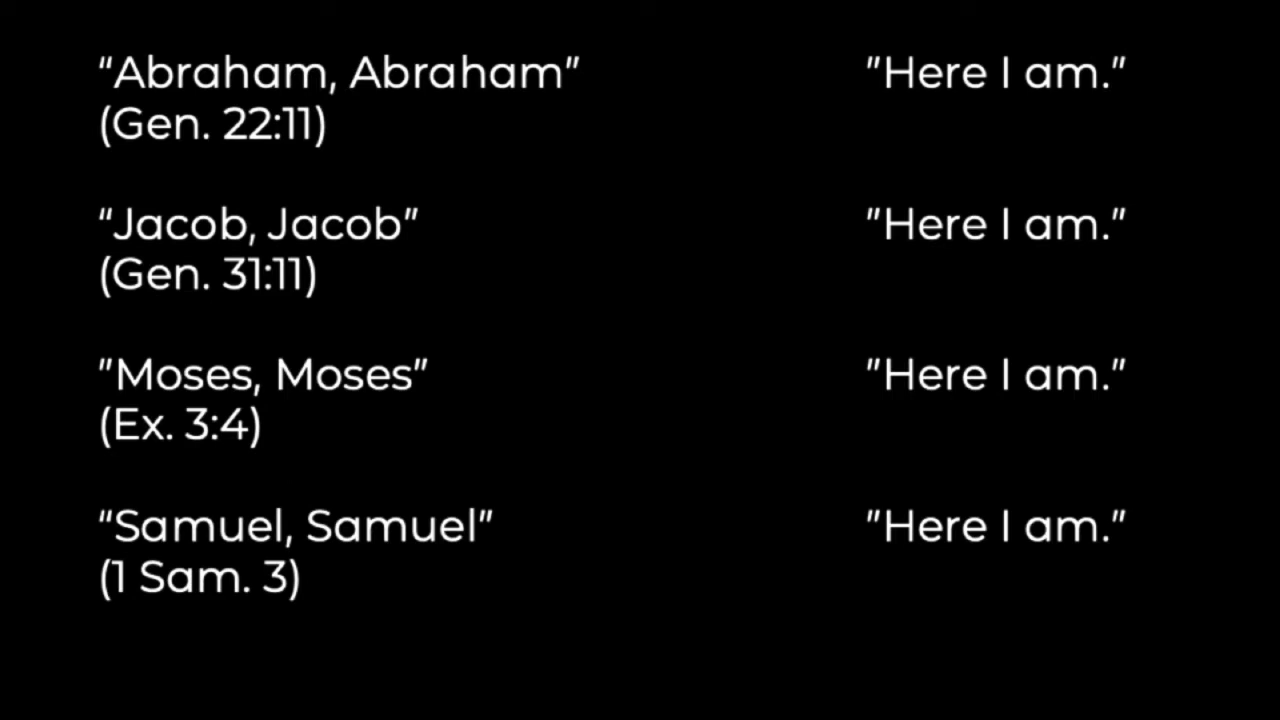 “Abraham, Abraham” ”Here I am.”
(Gen. 22:11)
“Jacob, Jacob” ”Here I am.”
(Gen. 31:11)
”Moses, Moses” ”Here I am.”
(Ex. 3:4)
“Samuel, Samuel” ”Here I am.”
(1 Sam. 3)